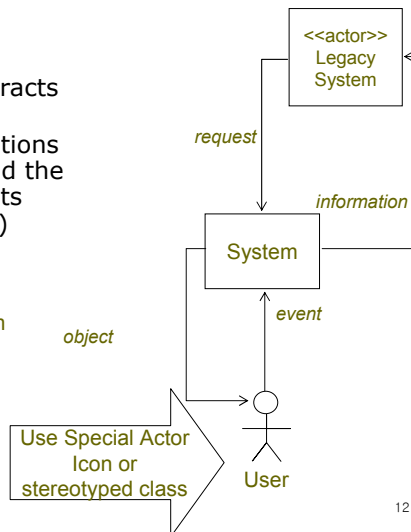 racts
tions
d the
ts
)
n
<<actor>>
Legacy
System
request
information
System
event
object
Use Special Actor
Icon or
stereotyped class
User
12